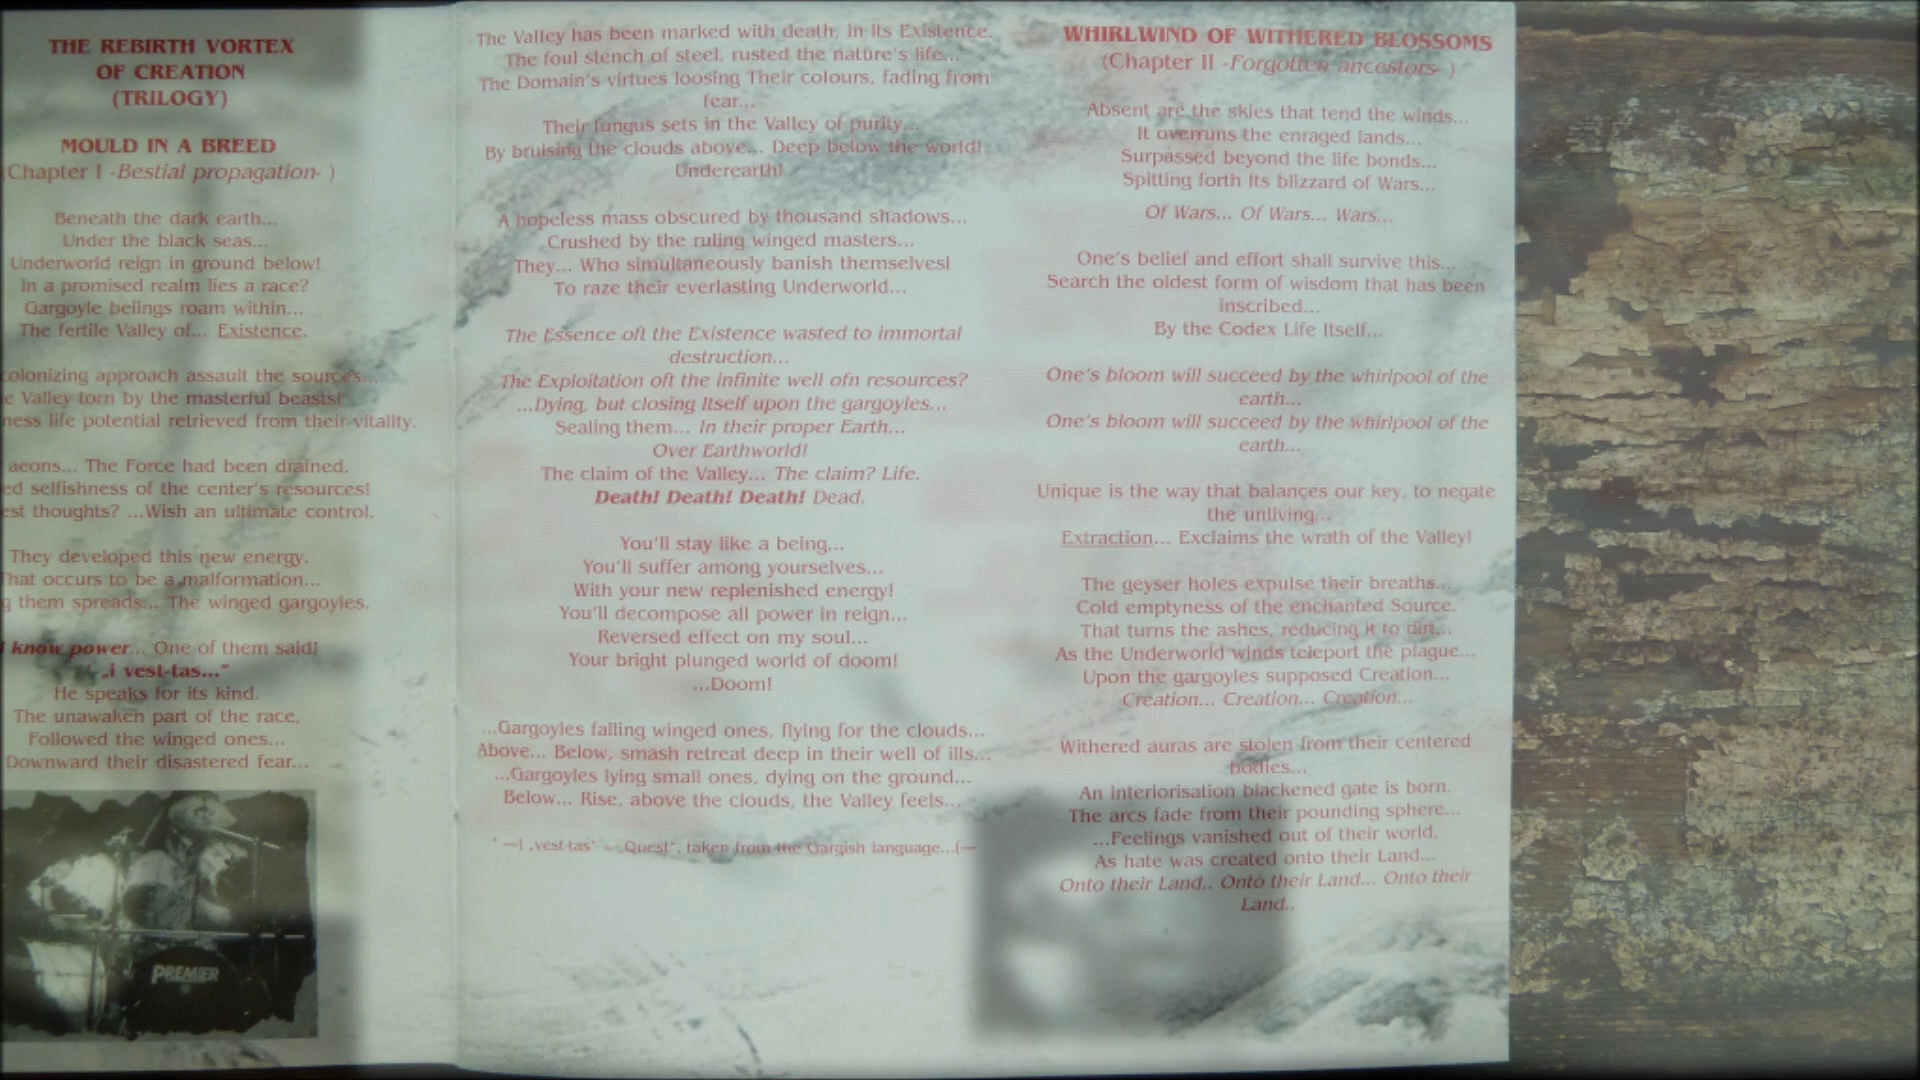 THE REBIRTH VORTEX
OF CREATION
(TRILOGY)
MOULD IN A BREED
(Chapter I -Bestial propagation- )
Beneath the dark earth...
Under the black seas...
Underworld reign in ground below!
In a promised realm lies a race?
Gargoyle beiings roam within...
The fertile Valley of... Existence.
colonizing approach assault the sources...
Valley torn by the masterful beasts!
life potential retrieved from their vitality.
aeons... The Force had been drained.
selfishness of the center's resources!
thoughts? ...Wish an ultimate control.
They developed this new energy.
That occurs to be a malformation...
them spreads... The winged gargoyles.
I know power... One of them said!
"„i vest-tas..."
He speaks for its kind.
The unawaken part of the race,
Followed the winged ones...
Downward their disastered fear...
PREMIER
The Valley has been marked with death, in its Existence.
The foul stench of steel, rusted the nature's life...
The Domain's virtues loosing Their colours, fading from
fear...
Their fungus sets in the Valley of purity...
By bruising the clouds above... Deep below the world!
Underearth!
A hopeless mass obscured by thousand shadows...
Crushed by the ruling winged masters...
They... Who simultaneously banish themselves!
To raze their everlasting Underworld...
The Essence oft the Existence wasted to immortal
destruction...
The Exploitation oft the infinite well ofn resources?
...Dying, but closing Itself upon the gargoyles...
Sealing them... In their proper Earth...
Over Earthworld!
The claim of the Valley... The claim? Life.
Death! Death! Death! Dead.
You'll stay like a being...
You'll suffer among yourselves...
With your new replenished energy!
You'll decompose all power in reign...
Reversed effect on my soul...
Your bright plunged world of doom!
...Doom!
...Gargoyles falling winged ones, flying for the clouds...
Above... Below, smash retreat deep in their well of ills...
...Gargoyles lying small ones, dying on the ground...
Below... Rise, above the clouds, the Valley feels...
* —I „vest-tas" – „Quest", taken from the Gargish language...I—
WHIRLWIND OF WITHERED BLOSSOMS
(Chapter II -Forgotten ancestors- )
Absent are the skies that tend the winds...
It overruns the enraged lands...
Surpassed beyond the life bonds...
Spitting forth Its blizzard of Wars...
Of Wars... Of Wars... Wars...
One's belief and effort shall survive this...
Search the oldest form of wisdom that has been
inscribed...
By the Codex Life Itself...
One's bloom will succeed by the whirlpool of the
earth...
One's bloom will succeed by the whirlpool of the
earth...
Unique is the way that balances our key, to negate
the unliving...
Extraction... Exclaims the wrath of the Valley!
The geyser holes expulse their breaths...
Cold emptyness of the enchanted Source.
That turns the ashes, reducing it to dirt...
As the Underworld winds teleport the plague...
Upon the gargoyles supposed Creation...
Creation... Creation... Creation...
Withered auras are stolen from their centered
bodies...
An interiorisation blackened gate is born.
The arcs fade from their pounding sphere...
...Feelings vanished out of their world,
As hate was created onto their Land...
Onto their Land.. Onto their Land... Onto their
Land..